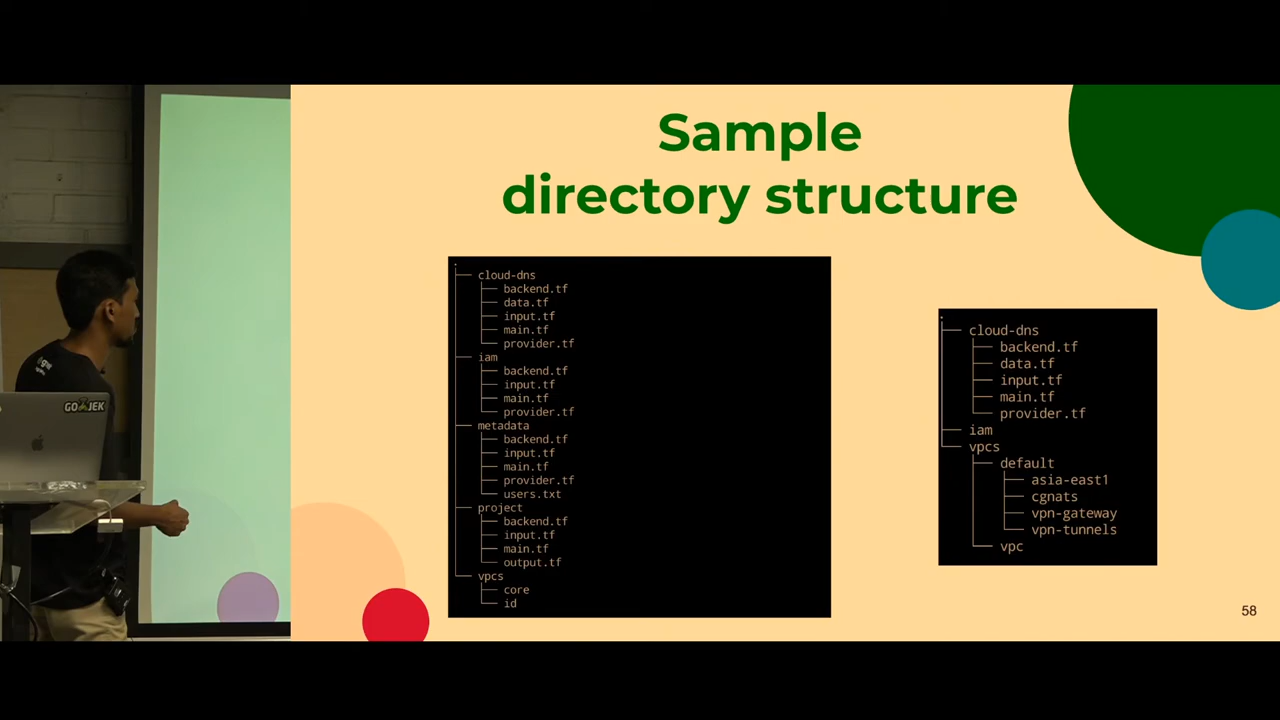 Sample
directory structure
.
├── cloud-dns
│   ├── backend.tf
│   ├── data.tf
│   ├── input.tf
│   ├── main.tf
│   └── provider.tf
├── iam
│   ├── backend.tf
│   ├── input.tf
│   ├── main.tf
│   └── provider.tf
├── metadata
│   ├── backend.tf
│   ├── input.tf
│   ├── main.tf
│   ├── provider.tf
│   └── users.txt
├── project
│   ├── backend.tf
│   ├── input.tf
│   ├── main.tf
│   └── output.tf
└── vpcs
    ├── core
    └── id
.
├── cloud-dns
│   ├── backend.tf
│   ├── data.tf
│   ├── input.tf
│   ├── main.tf
│   └── provider.tf
├── iam
└── vpcs
    ├── default
    │   ├── asia-east1
    │   ├── cgnats
    │   ├── vpn-gateway
    │   └── vpn-tunnels
    └── vpc
GOJEK
58